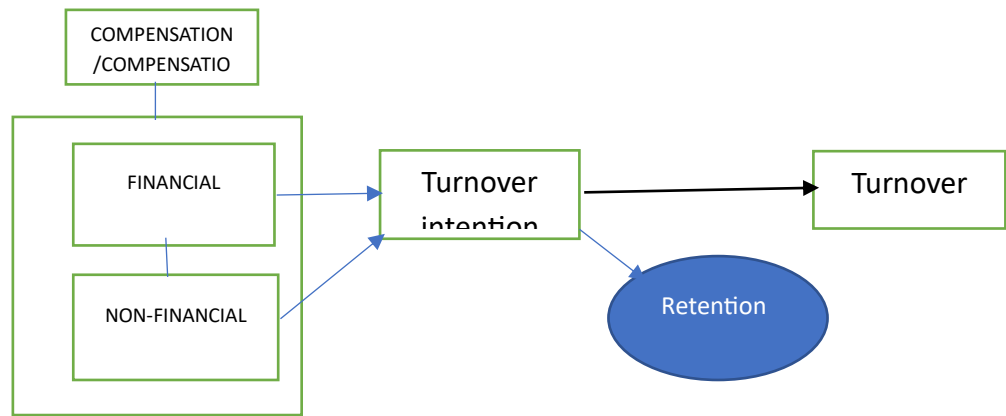 COMPENSATION
/COMPENSATIO
FINANCIAL
NON-FINANCIAL
Turnover
intention
Retention
Turnover